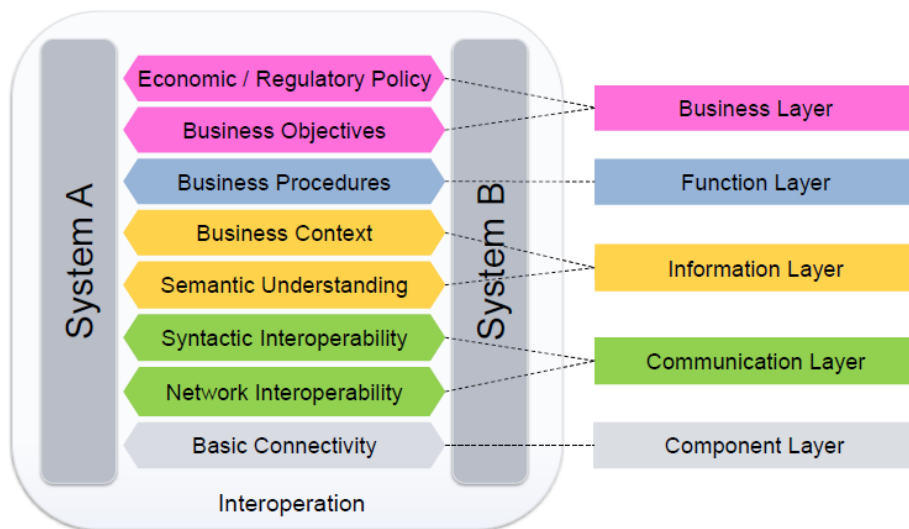 System A
Economic / Regulatory Policy
Business Objectives
Business Procedures
Business Context
Semantic Understanding
Syntactic Interoperability
Network Interoperability
Basic Connectivity
System B
Interoperation
Business Layer
Function Layer
Information Layer
Communication Layer
Component Layer